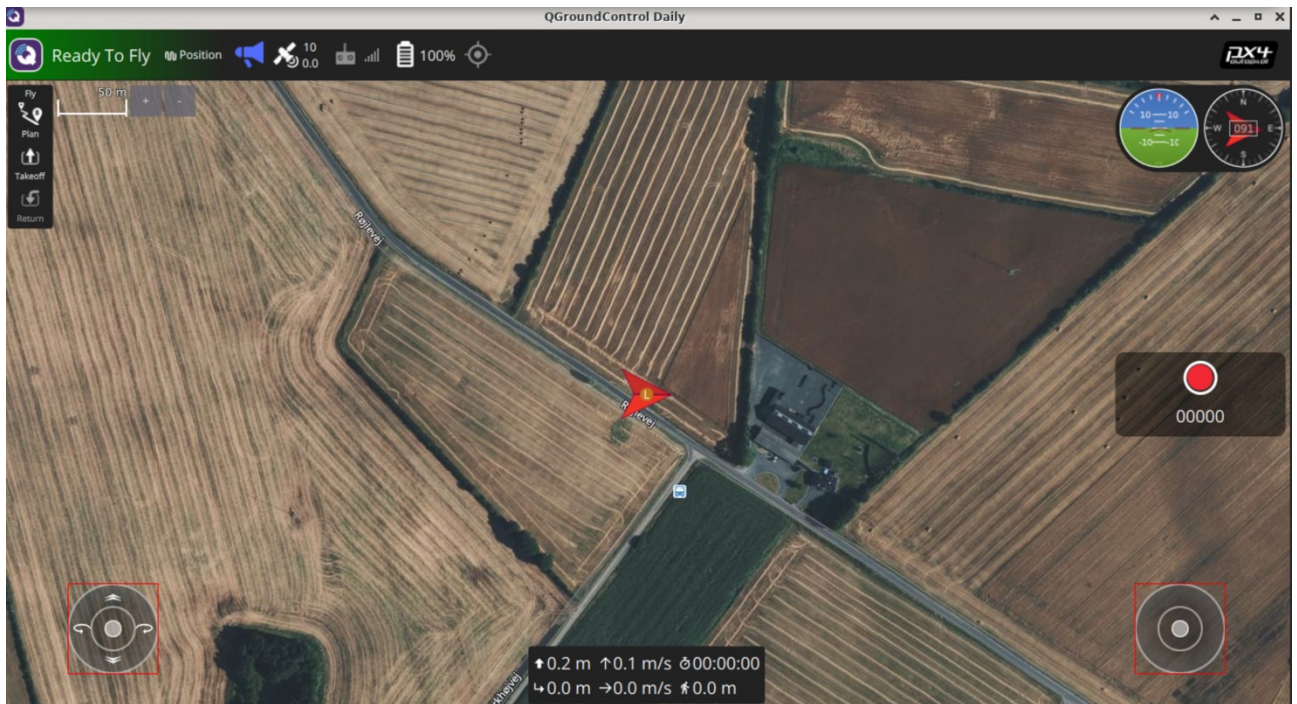 QGroundControl Daily
Ready To Fly
Position
10
0.0
100%
PX4
autopilot
Fly
50 m
+
-
Plan
Takeoff
Return
10 10
-10 -10
N
W 091 E
S
Røjlevej
L
Røjlevej
00000
0.2 m 0.1 m/s 00:00:00
0.0 m 0.0 m/s 0.0 m